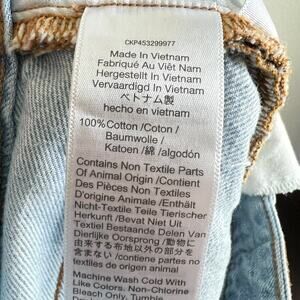 CKP453299977
Made In Vietnam
Fabriqué Au Viêt Nam
Hergestellt In Vietnam
Vervaardigd In Vietnam
ベトナム製
hecho en vietnam
100%Cotton /Coton /
Baumwolle /
Katoen /綿 /algodón
Contains Non Textile Parts
Of Animal Origin /Contient
Des Pièces Non Textiles
D'origine Animale /Enthält
Nicht-Textile Teile Tierischer
Herkunft /Bevat Niet Uit
Textiel Bestaande Delen Van
Dierlijke Oorsprong /動物に
由来する布地以外の部分を
含まない /contiene partes no
textiles de origen animal
Machine Wash Cold With
Like Colors. Non-Chlorine
Bleach Only. Tumble